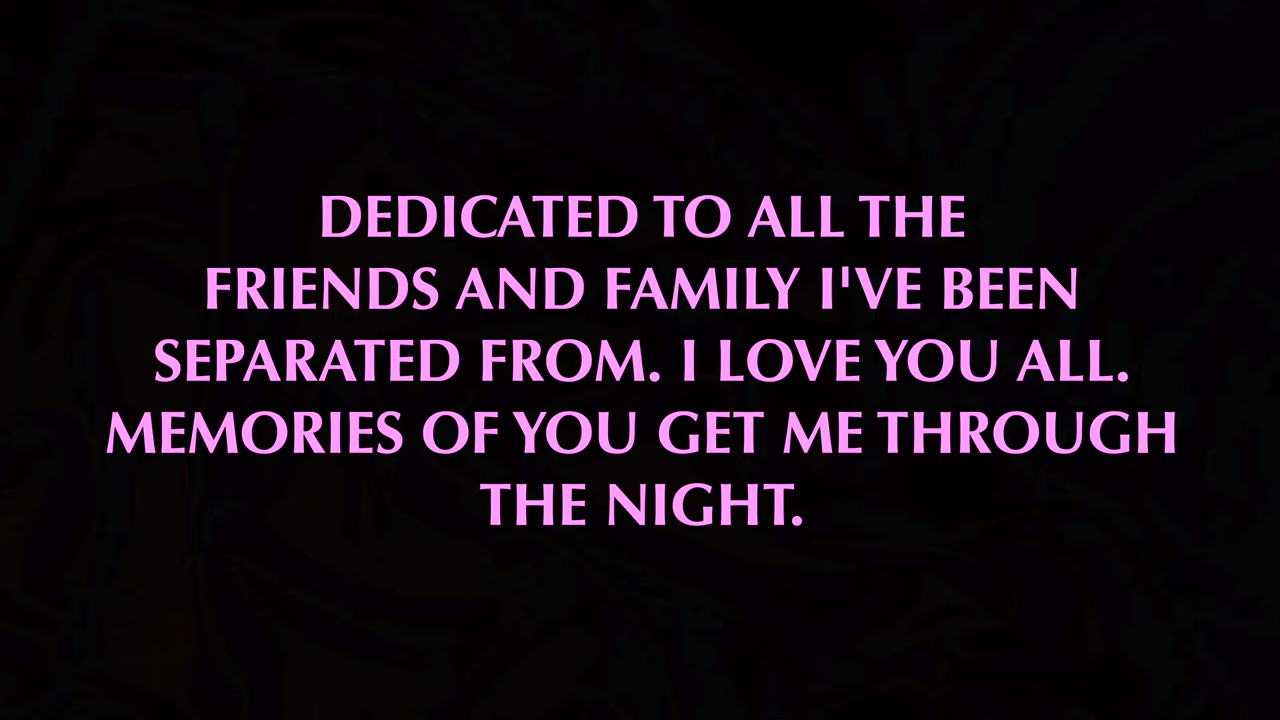 DEDICATED TO ALL THE
FRIENDS AND FAMILY I'VE BEEN
SEPARATED FROM. I LOVE YOU ALL.
MEMORIES OF YOU GET ME THROUGH
THE NIGHT.